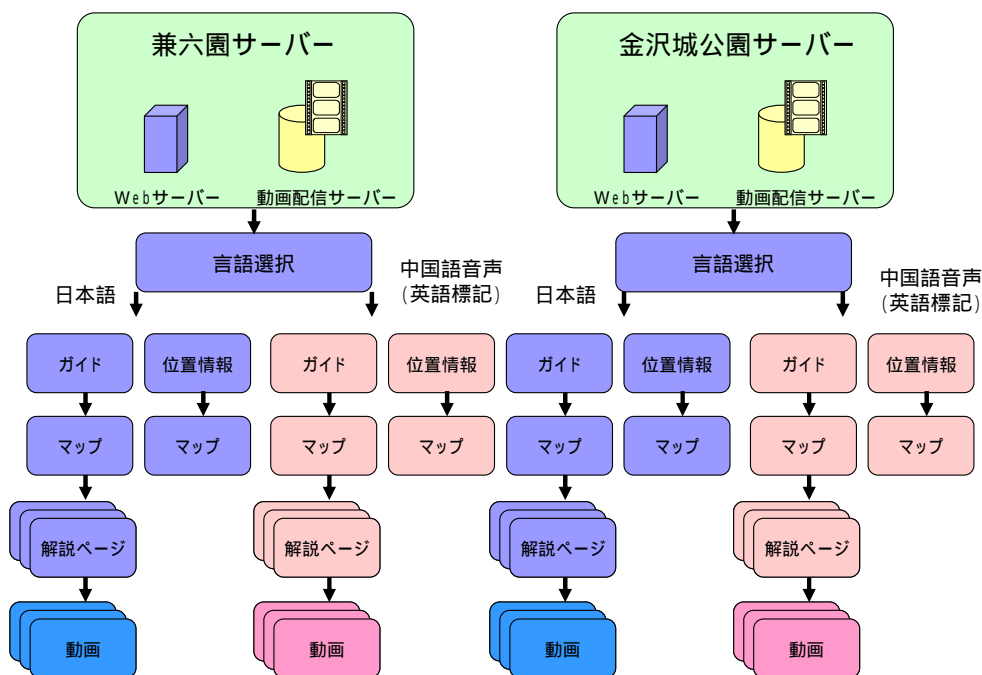 兼六園サーバー
金沢城公園サーバー
Webサーバー
動画配信サーバー
Webサーバー
動画配信サーバー
言語選択
言語選択
日本語
中国語音声
(英語標記)
日本語
中国語音声
(英語標記)
ガイド
位置情報
ガイド
位置情報
ガイド
位置情報
ガイド
位置情報
マップ
マップ
マップ
マップ
マップ
マップ
マップ
マップ
解説ページ
解説ページ
解説ページ
解説ページ
動画
動画
動画
動画